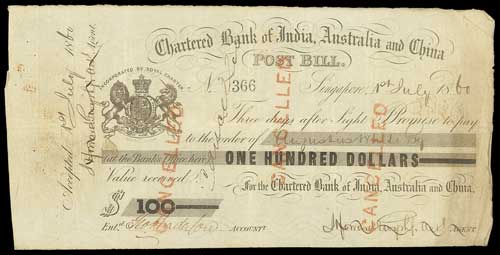 Chartered Bank of India, Australia and China
POST BILL.
INCORPORATED BY ROYAL CHARTER
No. 366 Singapore, 1st July 1860
Three days after Sight Promise to pay
to the order of
(at the Banks Office here) ONE HUNDRED DOLLARS
Value received
For the Chartered Bank of India, Australia and China.
$ 100
Entd. ACCOUNT AGENT
Accepted 1st July 1860
CANCELLED
CANCELLED
CANCELLED